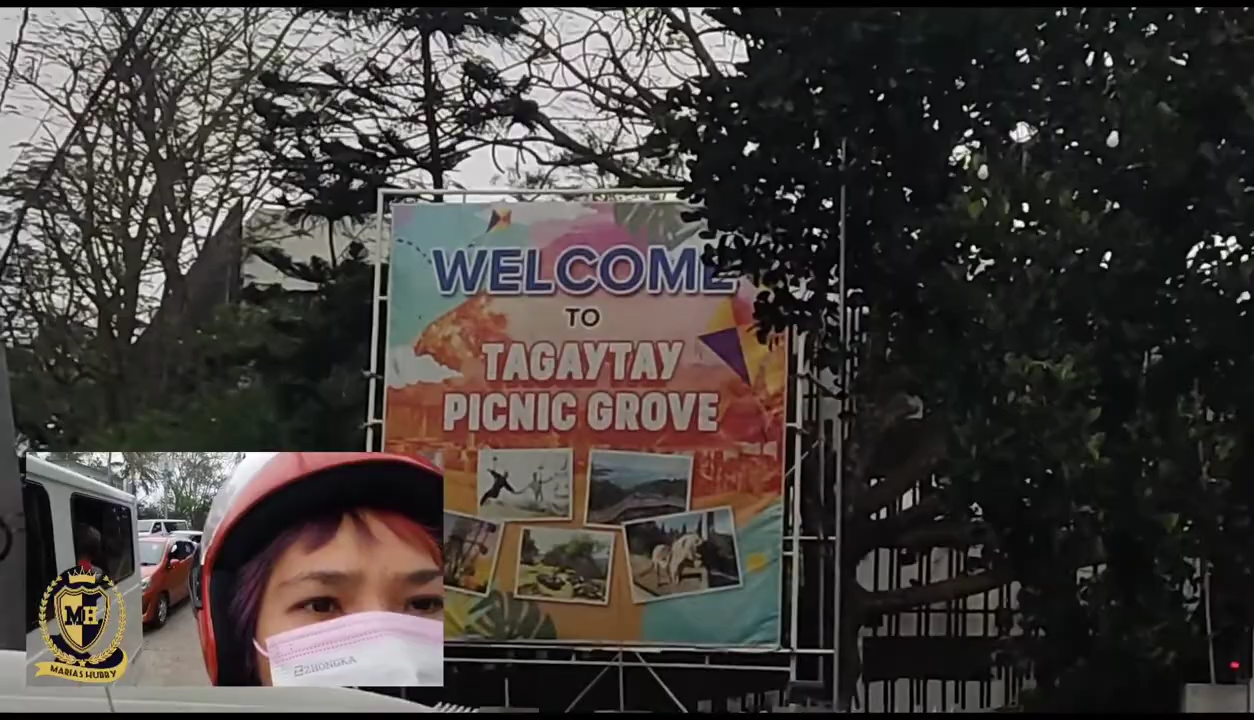 WELCOME
TO
TAGAYTAY
PICNIC GROVE
ZHONGKA
MH
MARIAS HUBBY